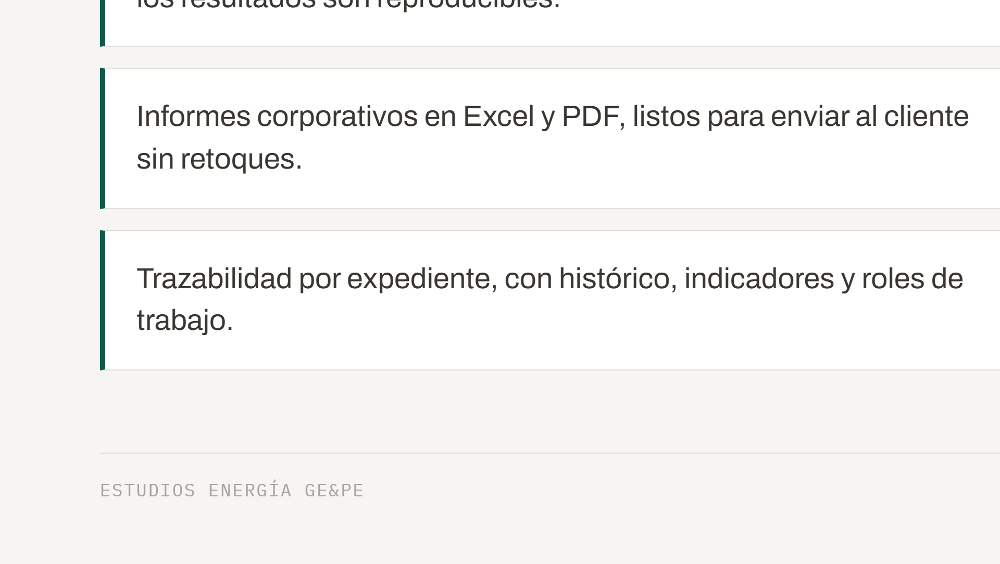 los resultados son reproducibles.
Informes corporativos en Excel y PDF, listos para enviar al cliente
sin retoques.
Trazabilidad por expediente, con histórico, indicadores y roles de
trabajo.
ESTUDIOS ENERGÍA GE&PE